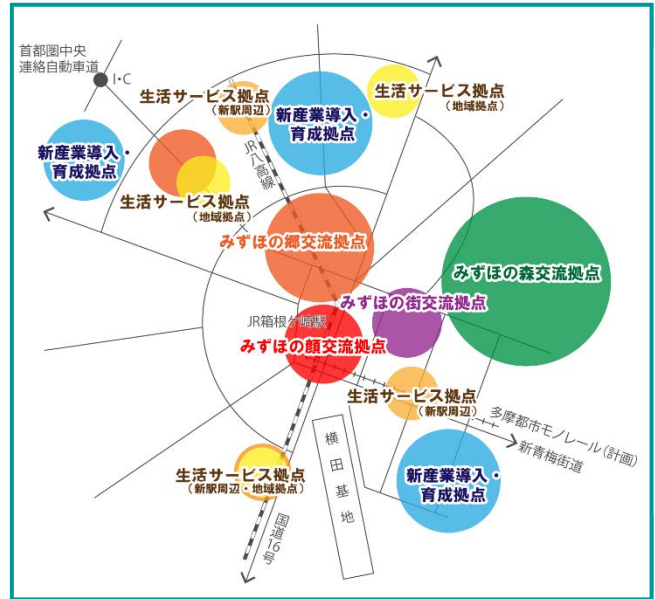 首都圏中央
連絡自動車道
I・C
生活サービス拠点
（新駅周辺）
新産業導入・
育成拠点
生活サービス拠点
（地域拠点）
新産業導入・
育成拠点
JR八高線
生活サービス拠点
（地域拠点）
みずほの郷交流拠点
みずほの森交流拠点
みずほの街交流拠点
JR箱根ケ崎駅
みずほの顔交流拠点
生活サービス拠点
（新駅周辺）
多摩都市モノレール（計画）
新青梅街道
横田基地
新産業導入・
育成拠点
生活サービス拠点
（新駅周辺・地域拠点）
国道16号